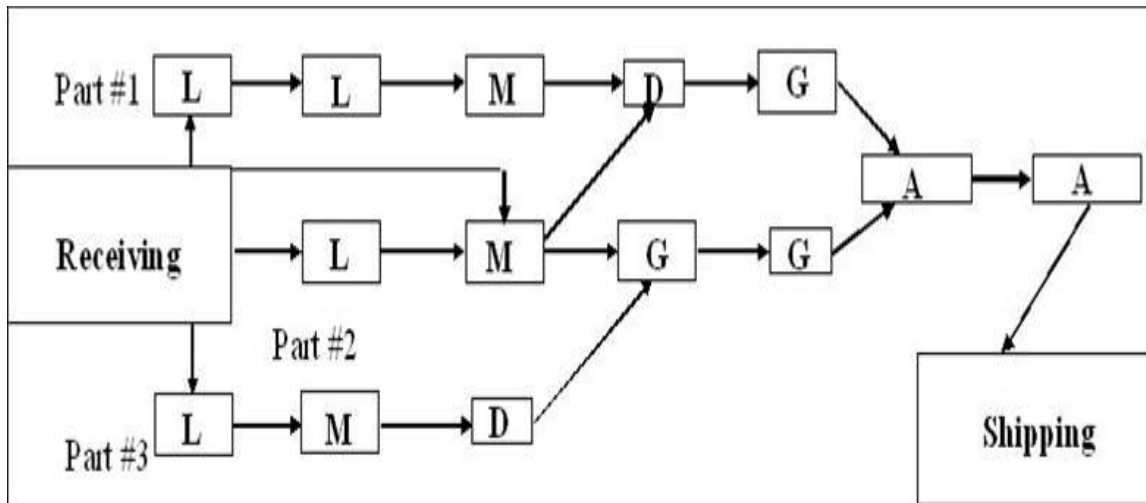 Part #1 L L M D G
A A
Receiving L M G G
Part #2
L M D
Part #3
Shipping